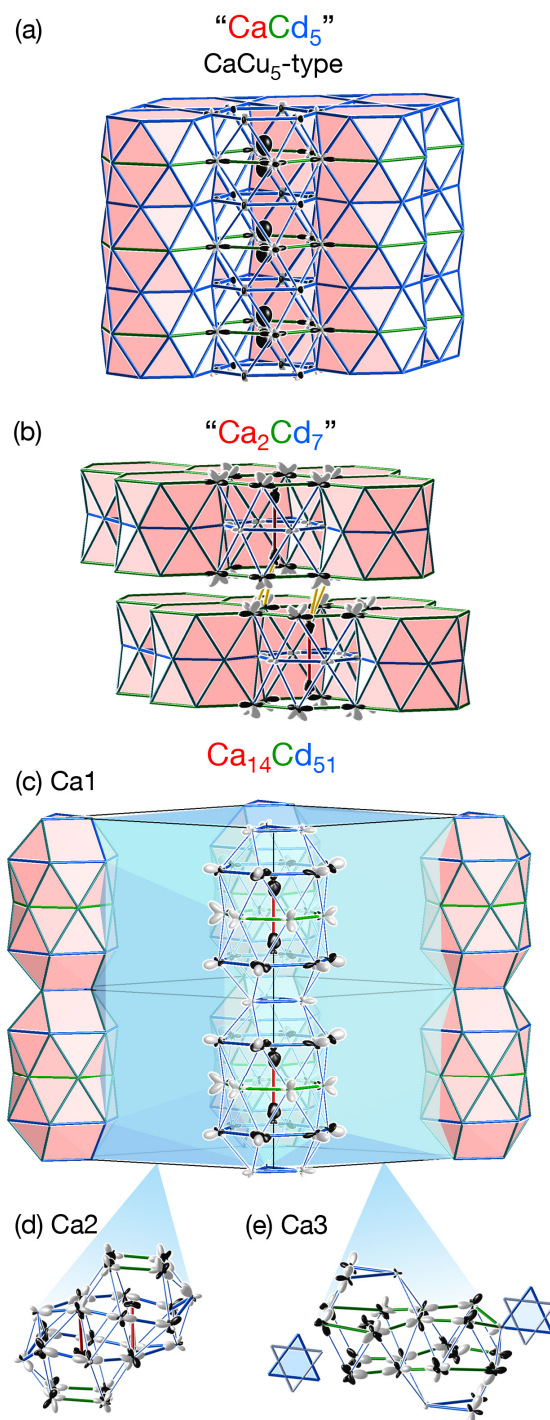 (a) “CaCd₅”
CaCu₅-type
(b) “Ca₂Cd₇”
Ca₁₄Cd₅₁
(c) Ca1
(d) Ca2
(e) Ca3